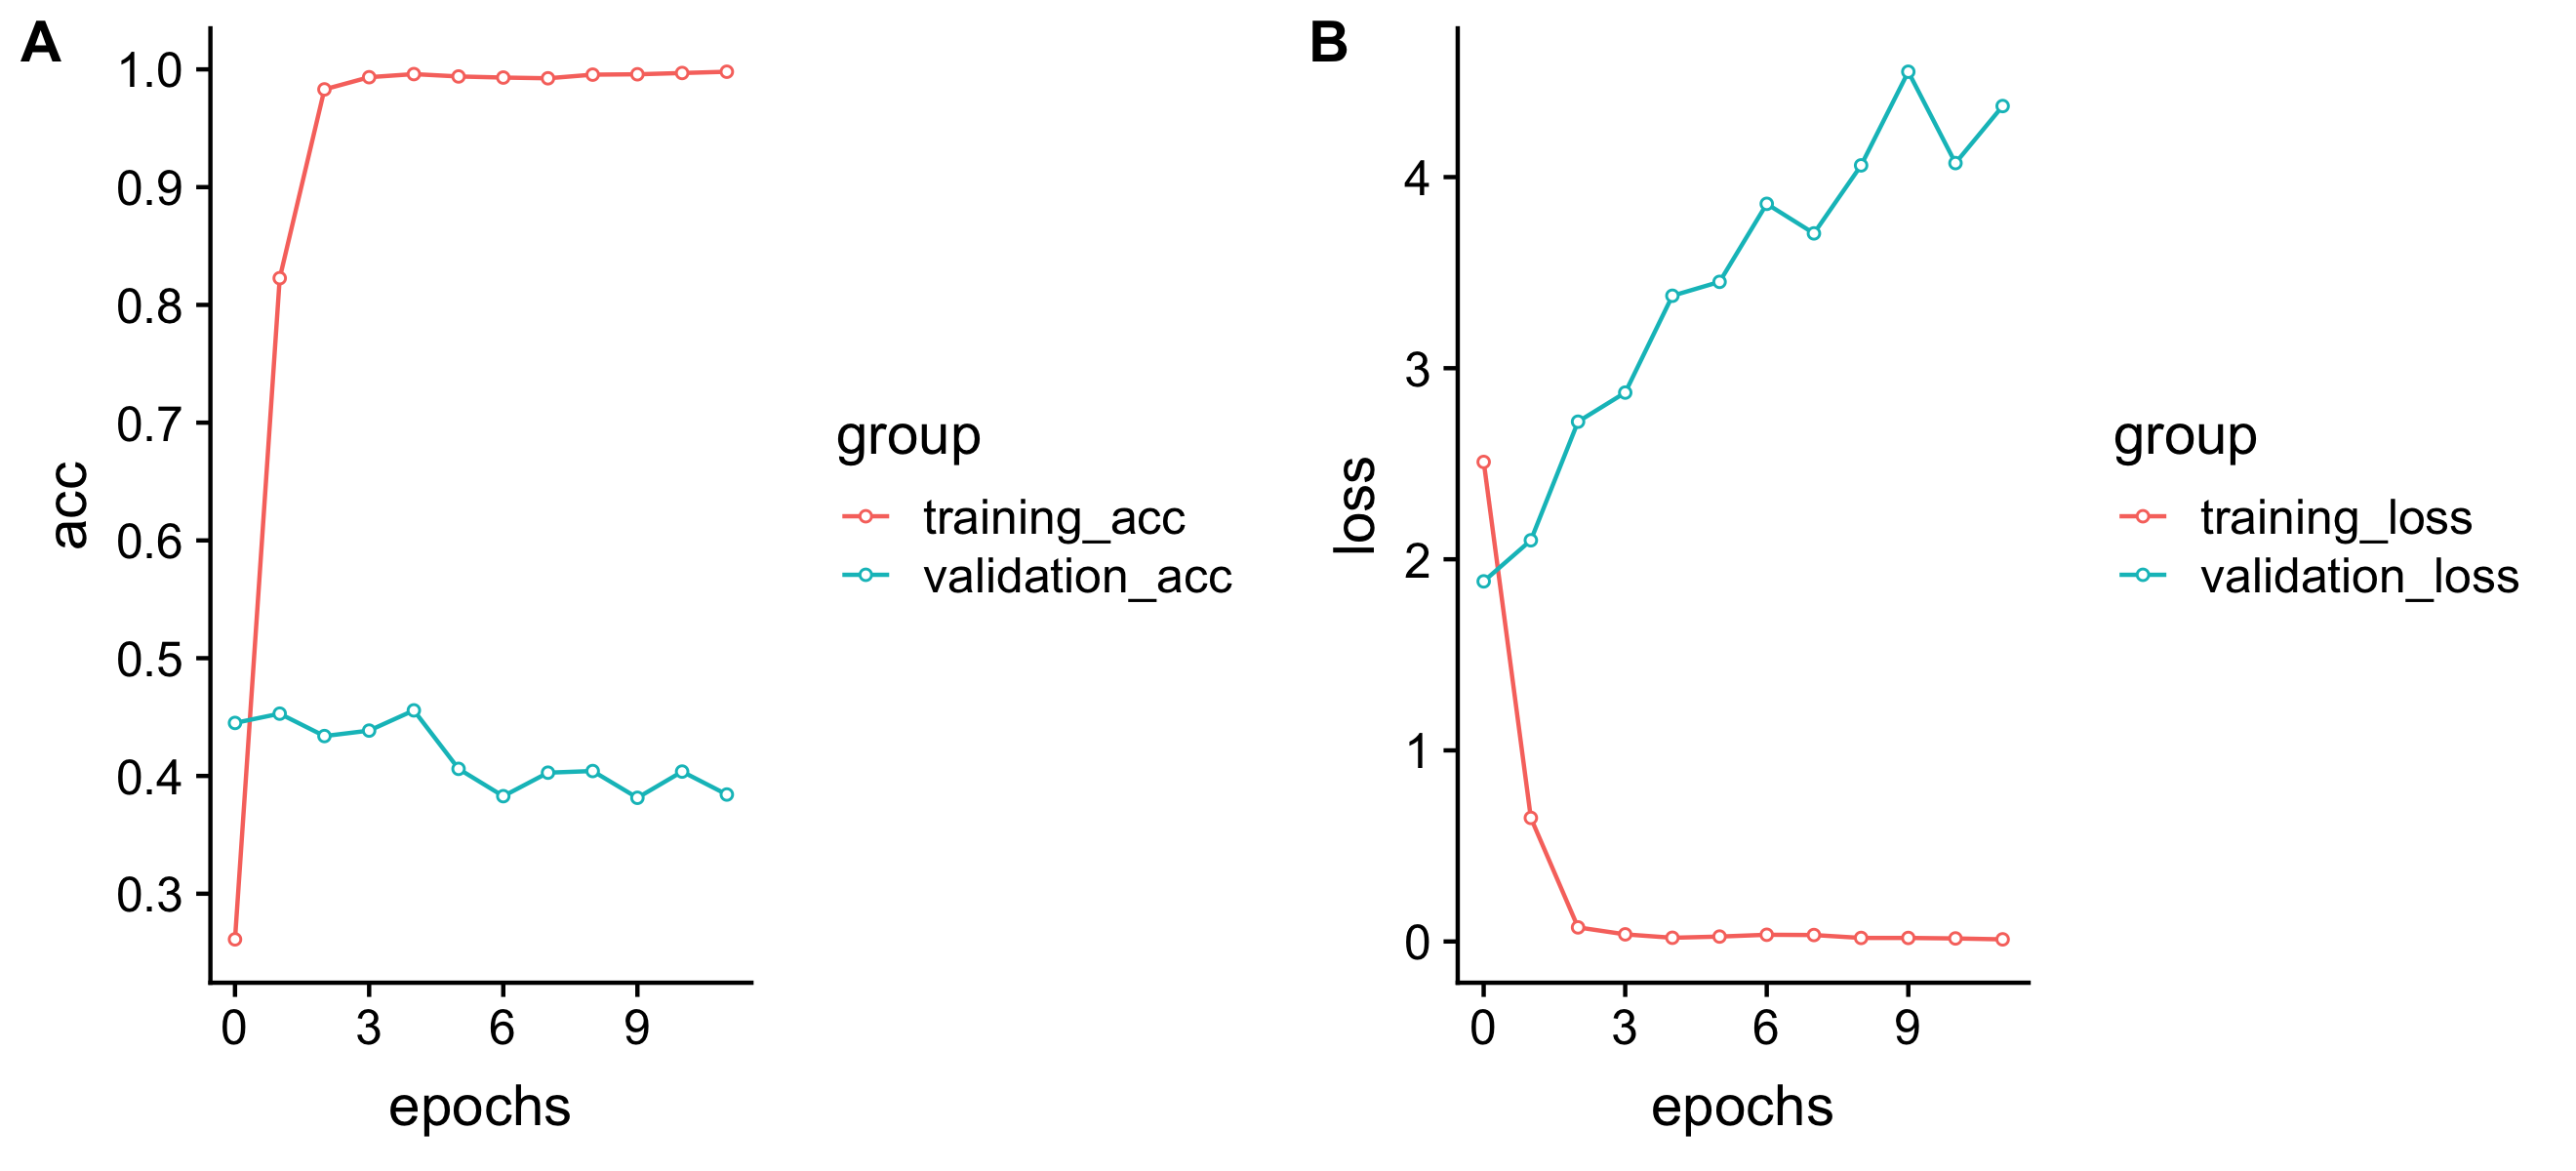 A
1.0
0.9
0.8
0.7
0.6
0.5
0.4
0.3
acc
0 3 6 9
epochs
group
training_acc
validation_acc
B
4
3
2
1
0
loss
0 3 6 9
epochs
group
training_loss
validation_loss